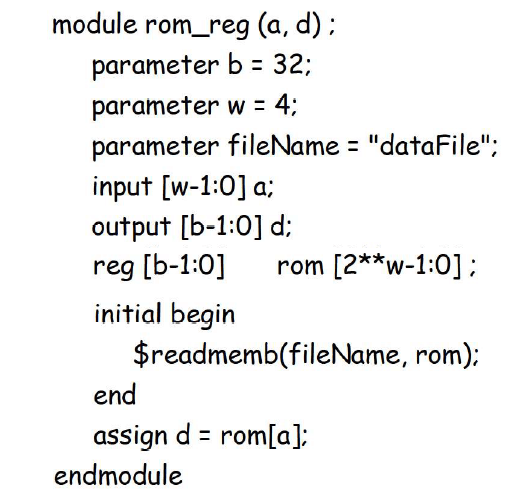 module rom_reg (a, d) ;
parameter b = 32;
parameter w = 4;
parameter fileName = "dataFile";
input [w-1:0] a;
output [b-1:0] d;
reg [b-1:0] rom [2**w-1:0] ;
initial begin
$readmemb(fileName, rom);
end
assign d = rom[a];
endmodule